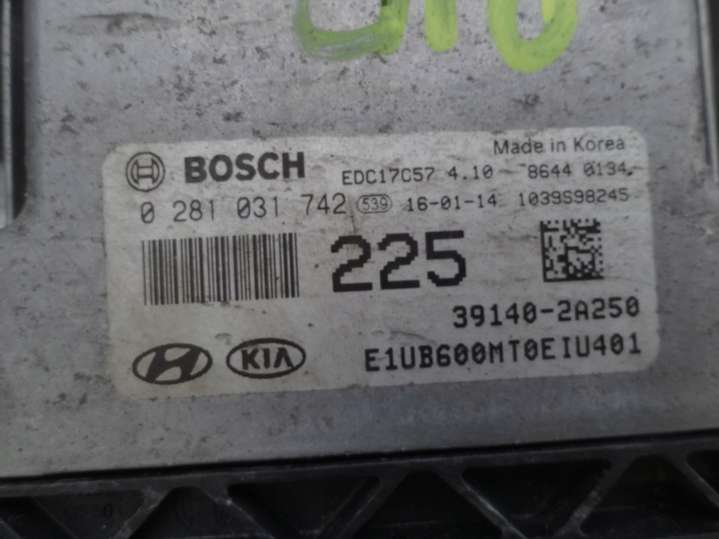 Made in Korea
BOSCH EDC17C57 4.10 8644 0134
0 281 031 742 539 16-01-14 1039S98245
225
39140-2A250
KIA E1UB600MT0EIU401